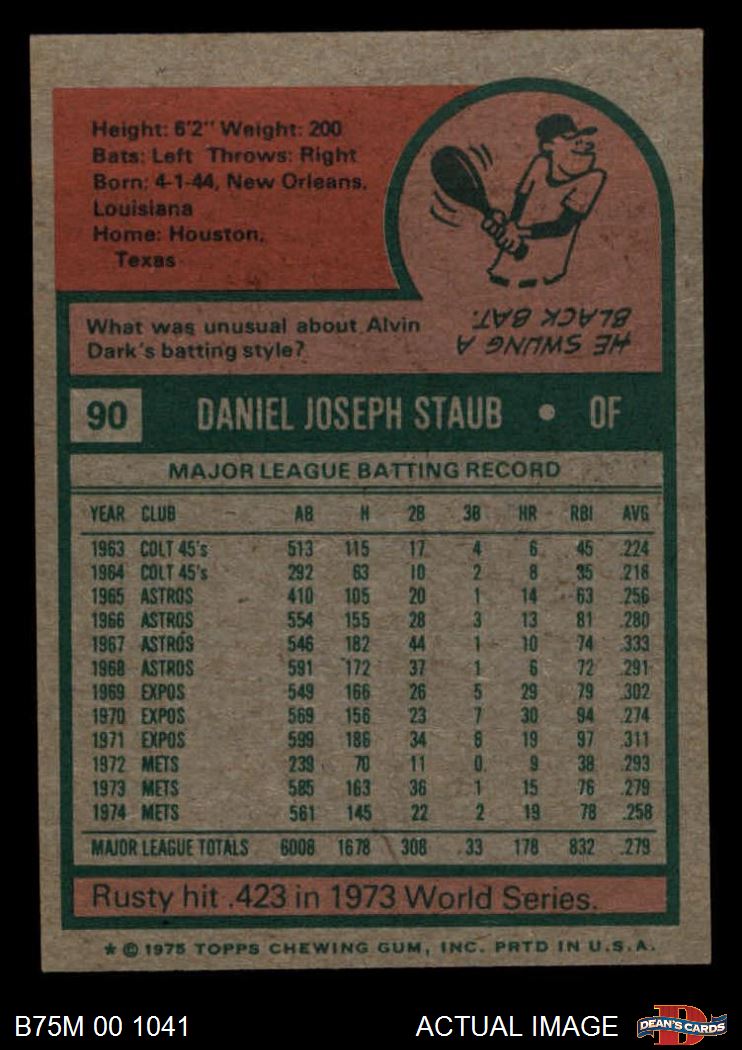 Height: 6'2" Weight: 200
Bats: Left Throws: Right
Born: 4-1-44, New Orleans,
Louisiana
Home: Houston,
Texas
What was unusual about Alvin
Dark's batting style?
HE SWUNG A
BLACK BAT.
90 DANIEL JOSEPH STAUB • OF
MAJOR LEAGUE BATTING RECORD
YEAR CLUB AB H 2B 3B HR RBI AVG
1963 COLT 45's 513 115 17 4 6 45 .224
1964 COLT 45's 292 63 10 2 8 35 .216
1965 ASTROS 410 105 20 1 14 63 .256
1966 ASTROS 554 155 28 3 13 81 .280
1967 ASTROS 546 182 44 1 10 74 .333
1968 ASTROS 591 172 37 1 6 72 .291
1969 EXPOS 549 166 26 5 29 79 .302
1970 EXPOS 569 156 23 7 30 94 .274
1971 EXPOS 599 186 34 6 19 97 .311
1972 METS 239 70 11 0 9 38 .293
1973 METS 585 163 36 1 15 76 .279
1974 METS 561 145 22 2 19 78 .258
MAJOR LEAGUE TOTALS 6008 1678 308 33 178 832 .279
Rusty hit .423 in 1973 World Series.
* © 1975 TOPPS CHEWING GUM, INC. PRTD IN U.S.A.
B75M 00 1041 ACTUAL IMAGE DEAN'S CARDS